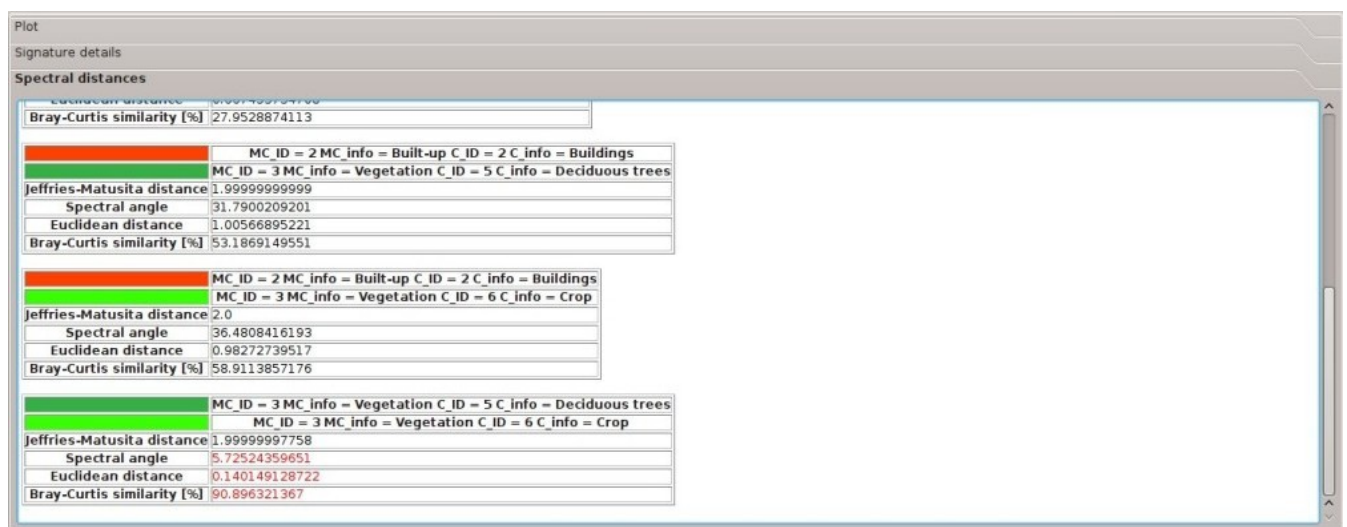 Plot
Signature details
Spectral distances
Euclidean distance
Bray-Curtis similarity [%] 27.9528874113
MC_ID = 2 MC_info = Built-up C_ID = 2 C_info = Buildings
MC_ID = 3 MC_info = Vegetation C_ID = 5 C_info = Deciduous trees
Jeffries-Matusita distance 1.99999999999
Spectral angle 31.7900209201
Euclidean distance 1.00566895221
Bray-Curtis similarity [%] 53.1869149551
MC_ID = 2 MC_info = Built-up C_ID = 2 C_info = Buildings
MC_ID = 3 MC_info = Vegetation C_ID = 6 C_info = Crop
Jeffries-Matusita distance 2.0
Spectral angle 36.4808416193
Euclidean distance 0.98272739517
Bray-Curtis similarity [%] 58.9113857176
MC_ID = 3 MC_info = Vegetation C_ID = 5 C_info = Deciduous trees
MC_ID = 3 MC_info = Vegetation C_ID = 6 C_info = Crop
Jeffries-Matusita distance 1.99999997758
Spectral angle 5.72524359651
Euclidean distance 0.140149128722
Bray-Curtis similarity [%] 90.896321367